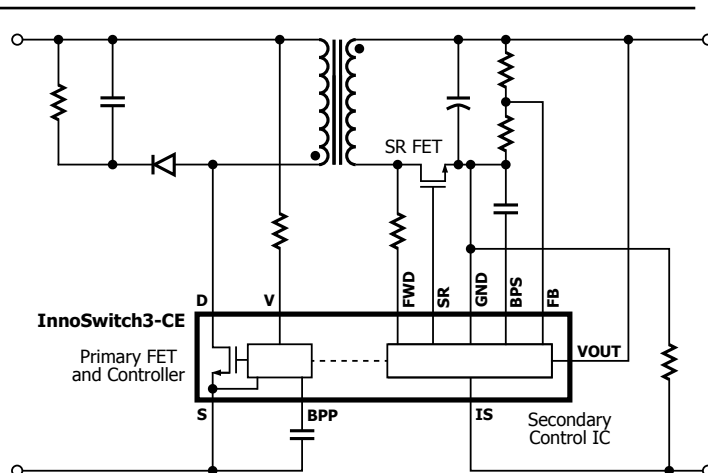 SR FET
D
V
FWD
SR
GND
BPS
FB
InnoSwitch3-CE
VOUT
Primary FET
and Controller
S
BPP
IS
Secondary
Control IC